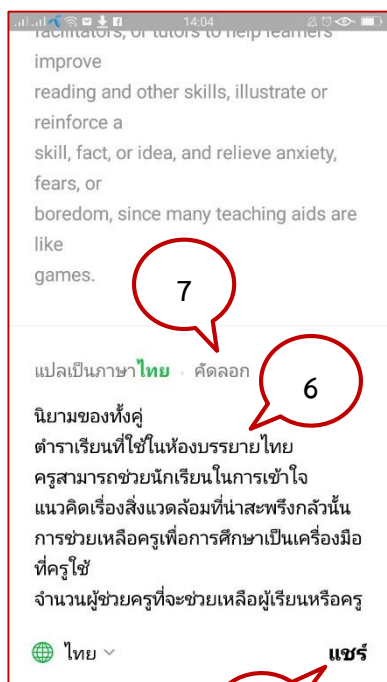 14:04
facilitators, or tutors to help learners
improve
reading and other skills, illustrate or
reinforce a
skill, fact, or idea, and relieve anxiety,
fears, or
boredom, since many teaching aids are
like
games.
7
แปลเป็นภาษาไทย · คัดลอก
6
นิยามของทั้งคู่
ตำราเรียนที่ใช้ในห้องบรรยายไทย
ครูสามารถช่วยนักเรียนในการเข้าใจ
แนวคิดเรื่องสิ่งแวดล้อมที่น่าสะพรึงกลัวนั้น
การช่วยเหลือครูเพื่อการศึกษาเป็นเครื่องมือ
ที่ครูใช้
จำนวนผู้ช่วยครูที่จะช่วยเหลือผู้เรียนหรือครู
ไทย
แชร์